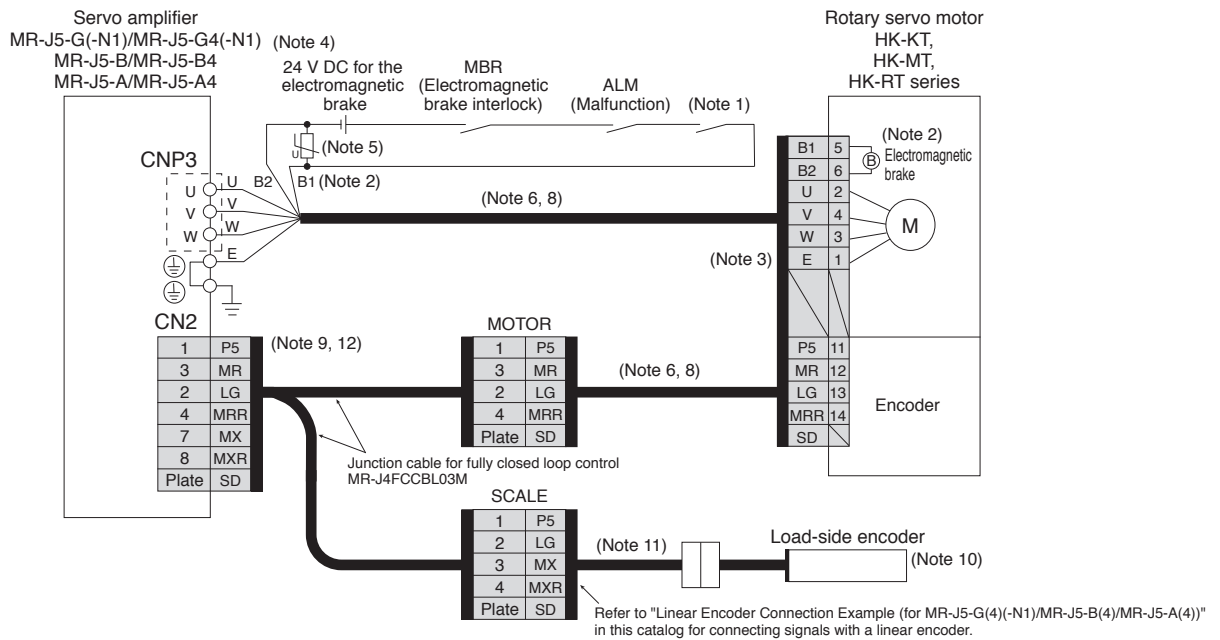 Servo amplifier
MR-J5-G(-N1)/MR-J5-G4(-N1) (Note 4)
MR-J5-B/MR-J5-B4
MR-J5-A/MR-J5-A4
24 V DC for the
electromagnetic
brake
MBR
(Electromagnetic
brake interlock)
ALM
(Malfunction)
(Note 1)
Rotary servo motor
HK-KT,
HK-MT,
HK-RT series
U (Note 5)
CNP3
U U B2 B1 (Note 2)
V V
W W
E
(Note 6, 8)
(Note 3)
B1 5
B2 6
U 2
V 4
W 3
E 1
(Note 2)
B Electromagnetic
brake
M
CN2
1 P5
3 MR
2 LG
4 MRR
7 MX
8 MXR
Plate SD
(Note 9, 12)
MOTOR
1 P5
3 MR
2 LG
4 MRR
Plate SD
(Note 6, 8)
P5 11
MR 12
LG 13
MRR 14
SD
Encoder
Junction cable for fully closed loop control
MR-J4FCCBL03M
SCALE
1 P5
2 LG
3 MX
4 MXR
Plate SD
(Note 11)
Load-side encoder
(Note 10)
Refer to "Linear Encoder Connection Example (for MR-J5-G(4)(-N1)/MR-J5-B(4)/MR-J5-A(4))"
in this catalog for connecting signals with a linear encoder.